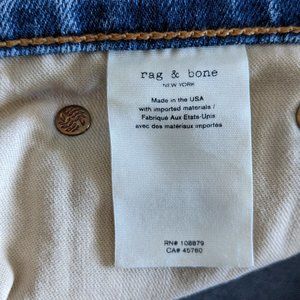 rag & bone
NEW YORK
Made in the USA
with imported materials /
Fabriqué Aux Etats-Unis
avec des matériaux importés
RN# 108879
CA# 45760